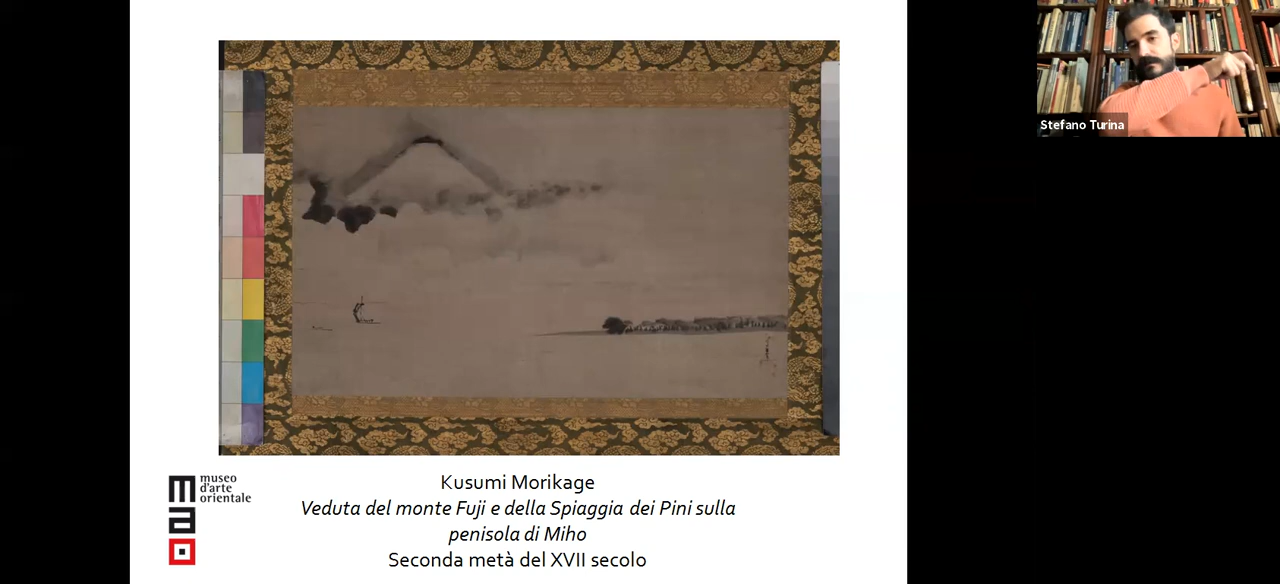 Stefano Turina
museo
d'arte
orientale
mao
Kusumi Morikage
Veduta del monte Fuji e della Spiaggia dei Pini sulla
penisola di Miho
Seconda metà del XVII secolo